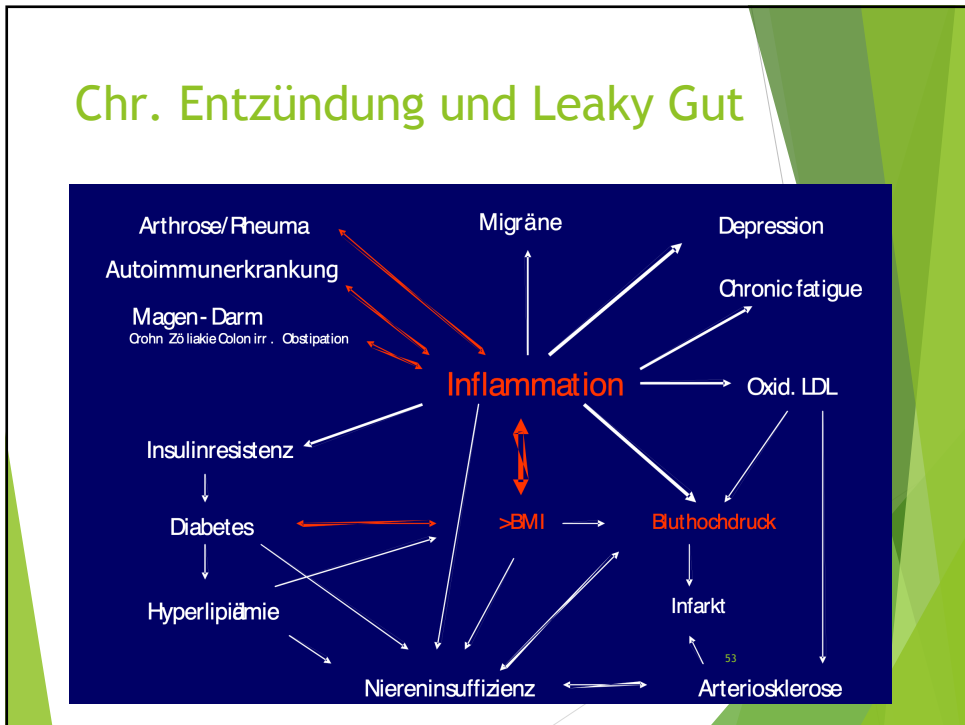 Chr. Entzündung und Leaky Gut
Arthrose/Rheuma
Migräne
Depression
Autoimmunerkrankung
Chronic fatigue
Magen-Darm
Crohn Zöliakie Colon irr. Obstipation
Inflammation
Oxid. LDL
Insulinresistenz
Diabetes
>BMI
Bluthochdruck
Hyperlipidämie
Infarkt
53
Niereninsuffizienz
Arteriosklerose